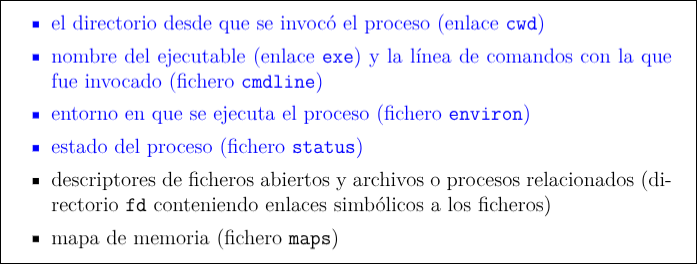 ▪ el directorio desde que se invocó el proceso (enlace cwd)
▪ nombre del ejecutable (enlace exe) y la línea de comandos con la que
fue invocado (fichero cmdline)
▪ entorno en que se ejecuta el proceso (fichero environ)
▪ estado del proceso (fichero status)
▪ descriptores de ficheros abiertos y archivos o procesos relacionados (di-
rectorio fd conteniendo enlaces simbólicos a los ficheros)
▪ mapa de memoria (fichero maps)